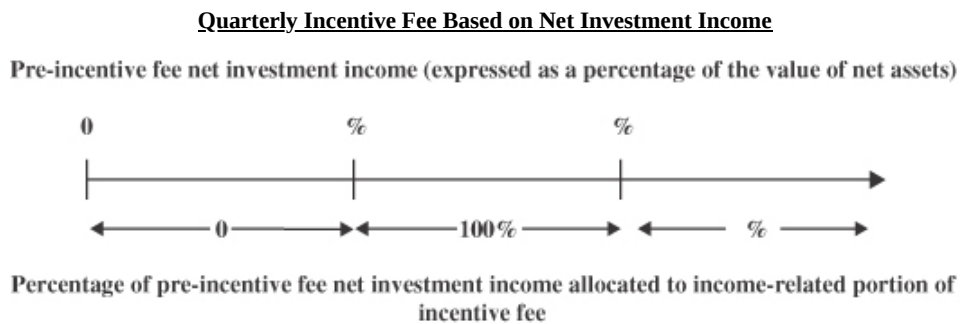 Quarterly Incentive Fee Based on Net Investment Income
Pre-incentive fee net investment income (expressed as a percentage of the value of net assets)
0 % %
0 100% %
Percentage of pre-incentive fee net investment income allocated to income-related portion of
incentive fee